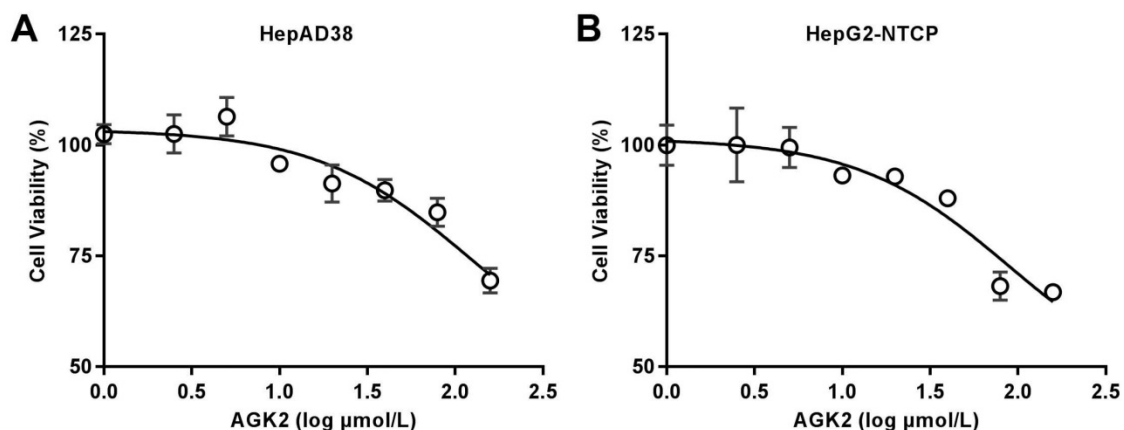 A
HepAD38
Cell Viability (%)
125
100
75
50
0.0 0.5 1.0 1.5 2.0 2.5
AGK2 (log µmol/L)
B
HepG2-NTCP
Cell Viability (%)
125
100
75
50
0.0 0.5 1.0 1.5 2.0 2.5
AGK2 (log µmol/L)